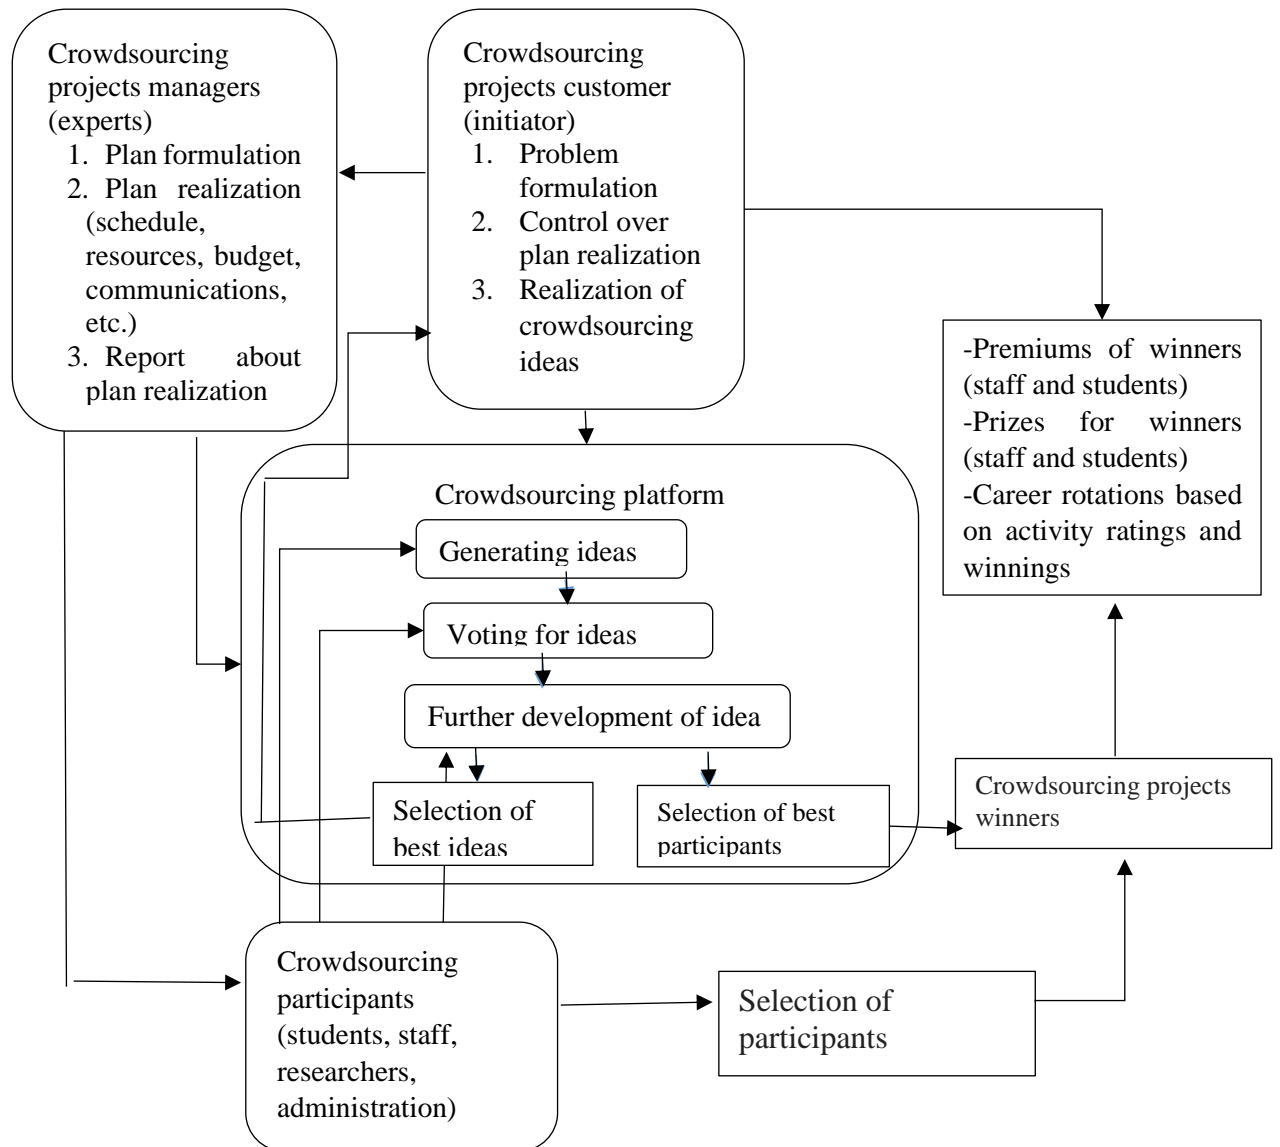 Crowdsourcing
projects managers
(experts)
1. Plan formulation
2. Plan realization
(schedule,
resources, budget,
communications,
etc.)
3. Report about
plan realization
Crowdsourcing
projects customer
(initiator)
1. Problem
formulation
2. Control over
plan realization
3. Realization of
crowdsourcing
ideas
-Premiums of winners
(staff and students)
-Prizes for winners
(staff and students)
-Career rotations based
on activity ratings and
winnings
Crowdsourcing platform
Generating ideas
Voting for ideas
Further development of idea
Selection of
best ideas
Selection of best
participants
Crowdsourcing projects
winners
Crowdsourcing
participants
(students, staff,
researchers,
administration)
Selection of
participants